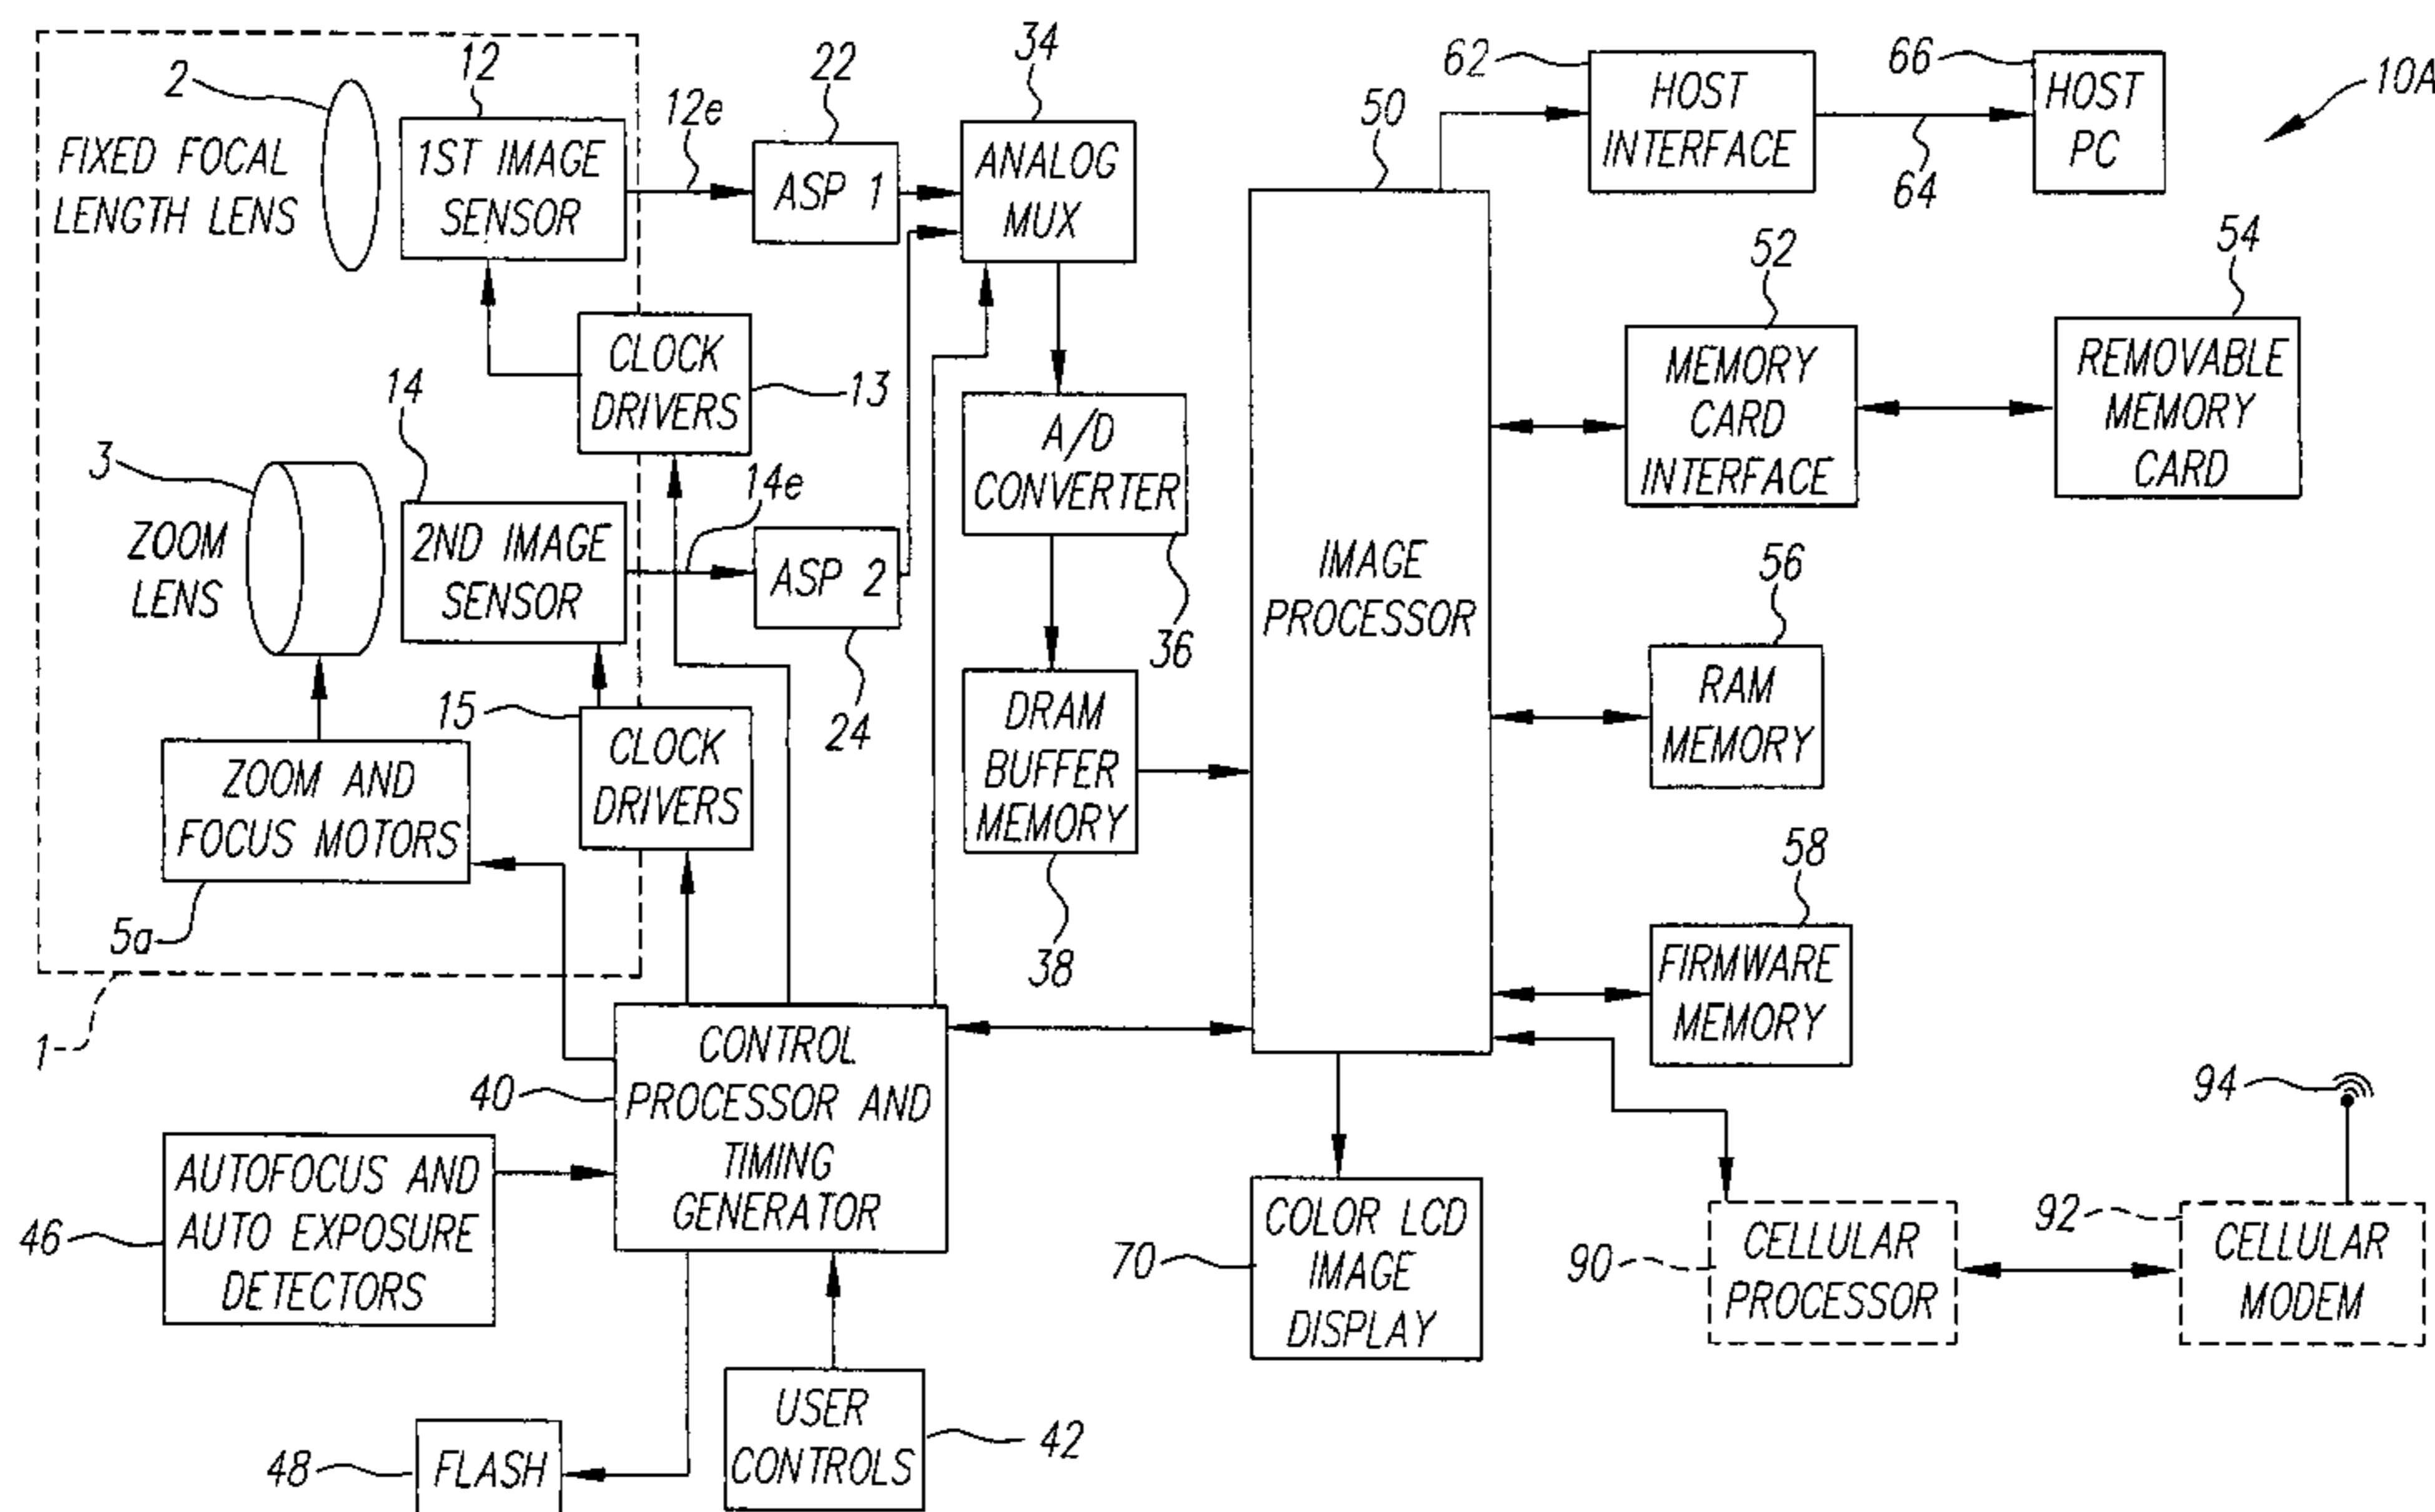 2
12
22
34
50
62
66
10A
FIXED FOCAL
LENGTH LENS
1ST IMAGE
SENSOR
12e
ASP 1
ANALOG
MUX
HOST
INTERFACE
64
HOST
PC
CLOCK
DRIVERS
13
52
MEMORY
CARD
INTERFACE
54
REMOVABLE
MEMORY
CARD
14
3
ZOOM
LENS
2ND IMAGE
SENSOR
14e
ASP 2
24
A/D
CONVERTER
36
IMAGE
PROCESSOR
56
RAM
MEMORY
15
CLOCK
DRIVERS
DRAM
BUFFER
MEMORY
38
ZOOM AND
FOCUS MOTORS
5a
1
58
FIRMWARE
MEMORY
40
CONTROL
PROCESSOR AND
TIMING
GENERATOR
46
AUTOFOCUS AND
AUTO EXPOSURE
DETECTORS
70
COLOR LCD
IMAGE
DISPLAY
90
CELLULAR
PROCESSOR
94
92
CELLULAR
MODEM
48
FLASH
USER
CONTROLS
42